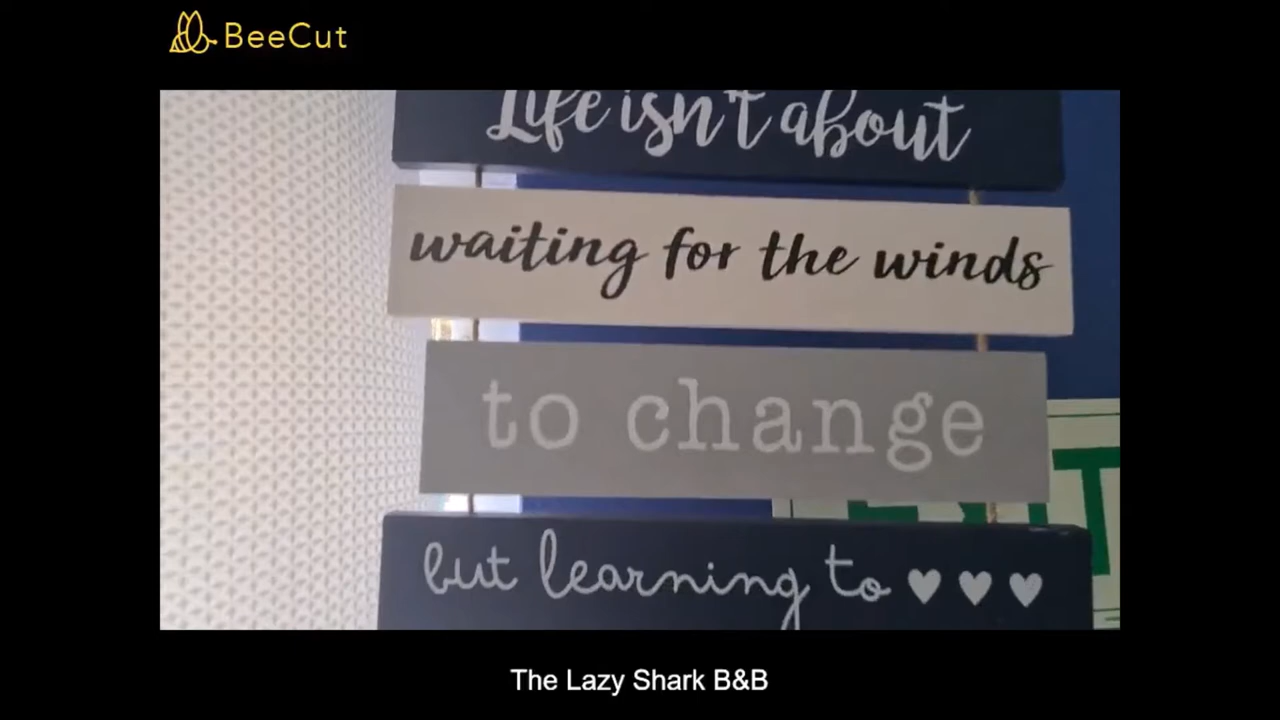 BeeCut
Life isn't about
waiting for the winds
to change
but learning to ♥♥♥
The Lazy Shark B&B